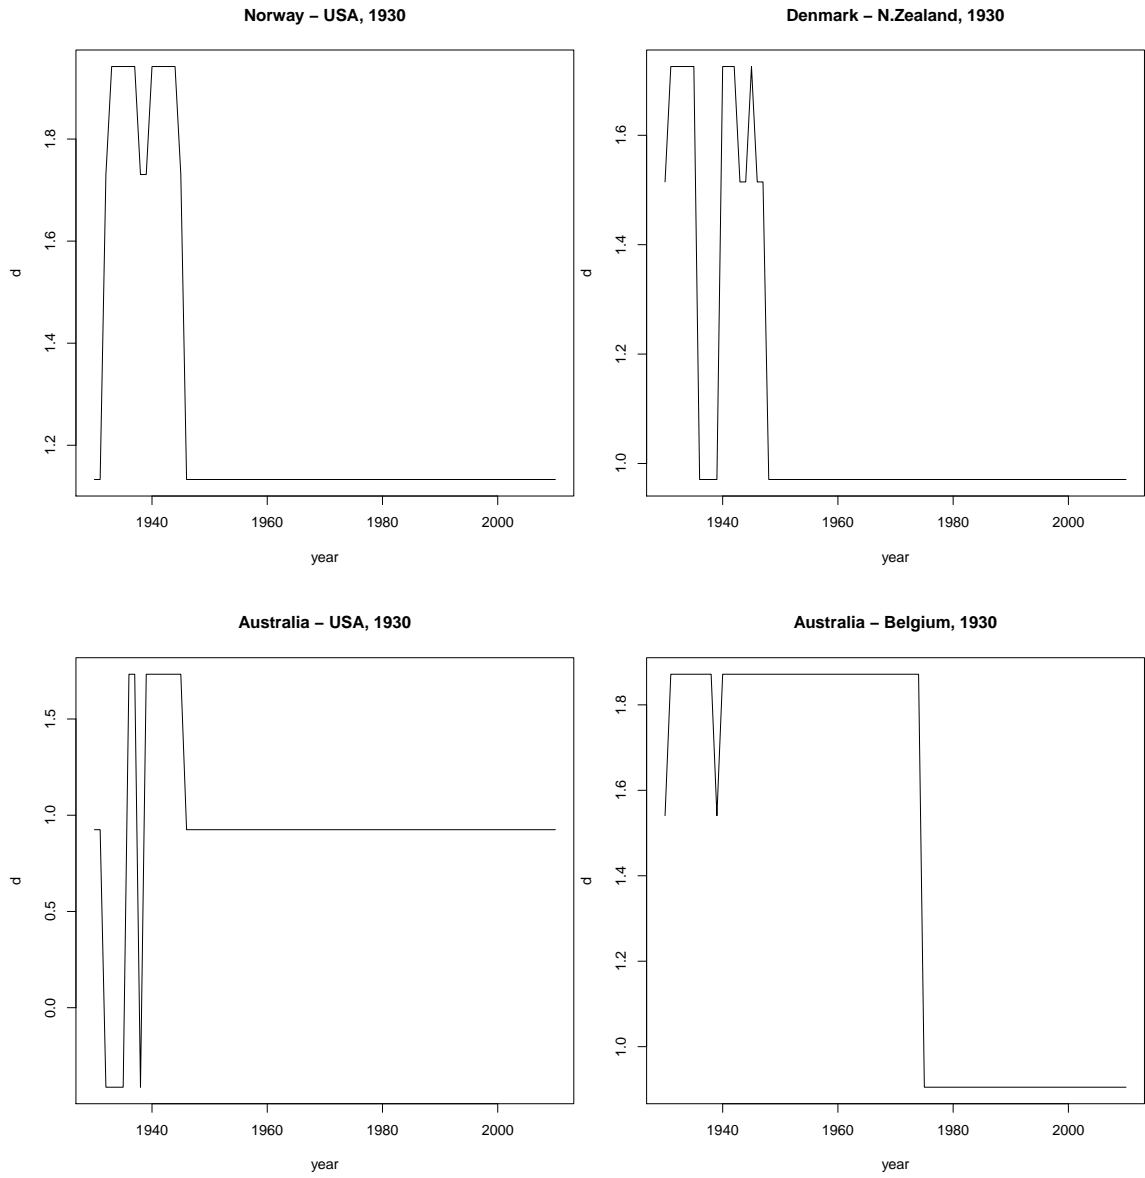 Norway – USA, 1930
d
1.2 1.4 1.6 1.8
1940 1960 1980 2000
year
Denmark – N.Zealand, 1930
d
1.0 1.2 1.4 1.6
1940 1960 1980 2000
year
Australia – USA, 1930
d
0.0 0.5 1.0 1.5
1940 1960 1980 2000
year
Australia – Belgium, 1930
d
1.0 1.2 1.4 1.6 1.8
1940 1960 1980 2000
year